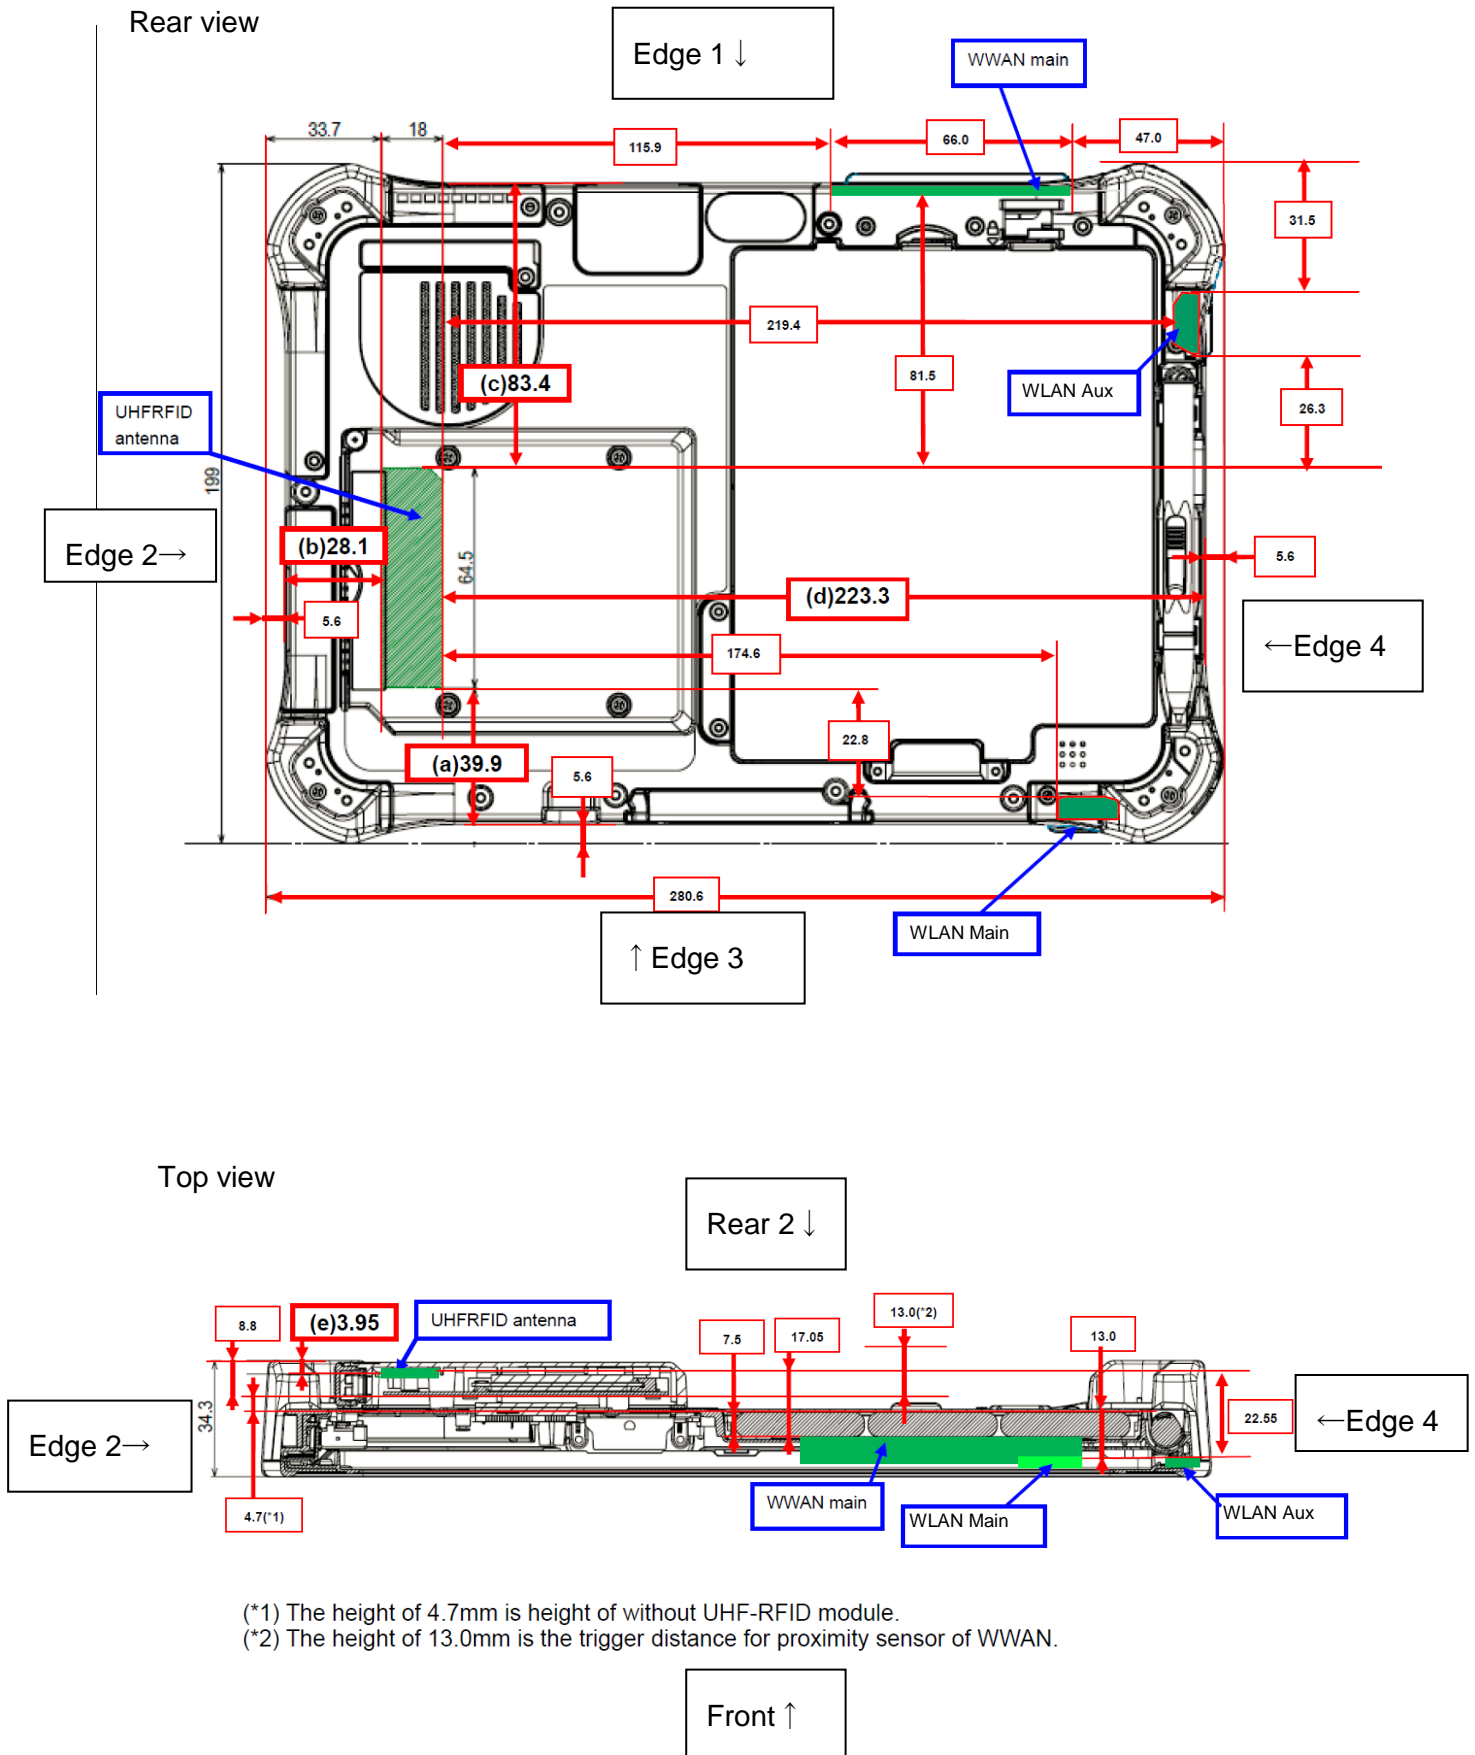 Rear view
Edge 1 ↓
WWAN main
33.7
18
115.9
66.0
47.0
31.5
219.4
(c)83.4
81.5
WLAN Aux
26.3
UHFRFID
antenna
199
Edge 2→
(b)28.1
64.5
5.6
(d)223.3
5.6
174.6
←Edge 4
22.8
(a)39.9
5.6
280.6
WLAN Main
↑ Edge 3
Top view
Rear 2 ↓
8.8
(e)3.95
UHFRFID antenna
7.5
17.05
13.0(*2)
13.0
34.3
22.55
Edge 2→
←Edge 4
4.7(*1)
WWAN main
WLAN Main
WLAN Aux
(*1) The height of 4.7mm is height of without UHF-RFID module.
(*2) The height of 13.0mm is the trigger distance for proximity sensor of WWAN.
Front ↑